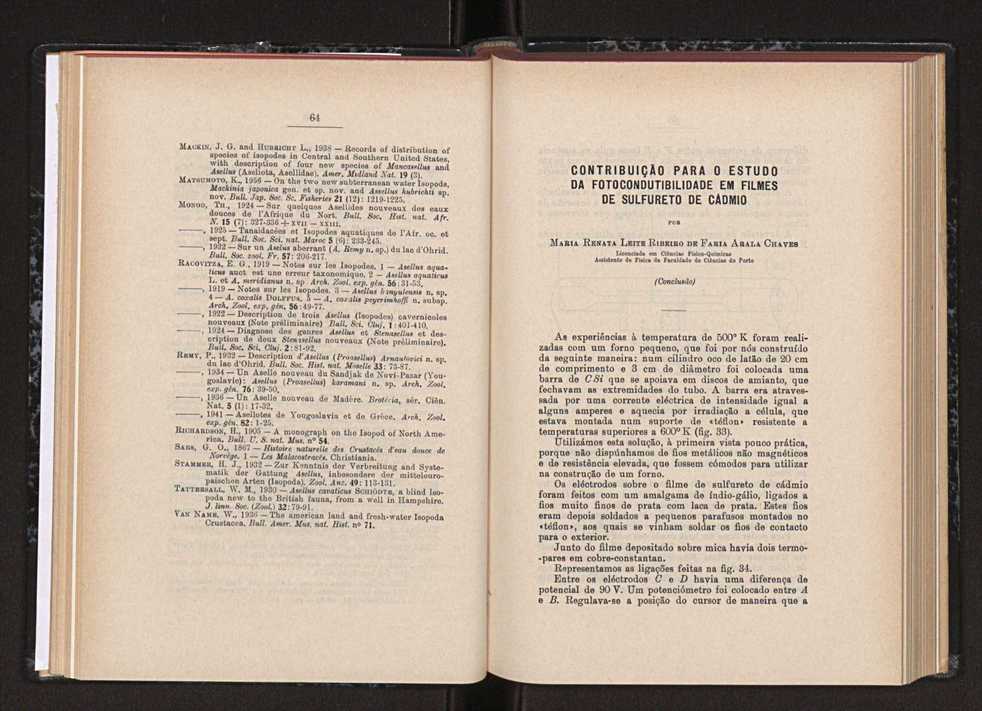 64
MACKIN, J. G. and HUBRICHT L., 1938 — Records of distribution of
species of isopodes in Central and Southern United States,
with description of four new species of Mancasellus and
Asellus (Asellota, Asellidae). Amer. Midland Nat. 19 (3).
MATSUMOTO, K., 1956 — On the two new subterranean water Isopods,
Mackinia japonica gen. et sp. nov. and Asellus hubrichti sp.
nov. Bull. Jap. Soc. Sc. Fisheries 21 (12): 1219-1225.
MONOD, TH., 1924 — Sur quelques Asellides nouveaux des eaux
douces de l'Afrique du Nort. Bull. Soc. Hist. nat. Afr.
N. 15 (7): 327-336 + XVII — XXIII.
———, 1925 — Tanaidacées et Isopodes aquatiques de l'Afr. oc. et
sept. Bull. Soc. Sci. nat. Maroc 5 (6): 233-245.
———, 1932 — Sur un Aselus aberrant (A. Remy n. sp.) du lac d'Ohrid.
Bull. Soc. zool. Fr. 57: 206-217.
RACOVITZA, E. G., 1919 — Notes sur les Isopodes. 1 — Asellus aqua-
ticus auct est une erreur taxonomique. 2 — Asellus aquaticus
L. et A. meridianus n. sp Arch. Zool. exp. gén. 56: 31-53.
———, 1919 — Notes sur les Isopodes. 3 — Asellus banyulensis n. sp.
4 — A. coxalis DOLFFUS, 5 — A. coxalis peyerimhoffi n. subsp.
Arch. Zool. exp. gén. 56: 49-77.
———, 1922 — Description de trois Asellus (Isopodes) cavernicoles
nouveaux (Note préliminaire) Bull. Sci. Cluj. 1: 401-410.
———, 1924 — Diagnose des genres Asellus et Stenasellus et des-
cription de deux Stenasellus nouveaux (Note préliminaire).
Bull. Soc. Sci. Cluj. 2: 81-92.
REMY, P., 1932 — Description d'Asellus (Proasellus) Arnautovici n. sp.
du lac d'Ohrid. Bull. Soc. Hist. nat. Moselle 33: 73-87.
———, 1934 — Un Aselle nouveau du Sandjak de Novi-Pazar (You-
goslavie): Asellus (Proasellus) karamani n. sp. Arch. Zool.
exp. gén. 76: 39-50.
———, 1936 — Un Aselle nouveau de Madère. Brotéria, sér. Ciên.
Nat. 5 (1): 17-32.
———, 1941 — Asellotes de Yougoslavia et de Grèce. Arch. Zool.
exp. gén. 82: 1-25.
RICHARDSON, H., 1905 — A monograph on the Isopod of North Ame-
rica. Bull. U. S. nat. Mus. nº 54.
SARS, G. O., 1867 — Histoire naturelle des Crustacés d'eau douce de
Norvège. 1 — Les Malacostracés. Christiania.
STAMMER, H. J., 1932 — Zur Kenntnis der Verbreitung and Syste-
matik der Gattung Asellus, inbesondere der mitteleuro-
paischen Arten (Isopoda). Zool. Anz. 49: 113-131.
TATTERSALL, W. M., 1930 — Asellus cavaticus SCHIÖDTE, a blind Iso-
poda new to the British fauna, from a well in Hampshire.
J. linn. Soc. (Zool.) 32: 79-91.
VAN NAME, W., 1936 — The american land and fresh-water Isopoda
Crustacea. Bull. Amer. Mus. nat. Hist. nº 71.
CONTRIBUIÇÃO PARA O ESTUDO
DA FOTOCONDUTIBILIDADE EM FILMES
DE SULFURETO DE CÁDMIO
POR
MARIA RENATA LEITE RIBEIRO DE FARIA ARALA CHAVES
Licenciada em Ciências Físico-Químicas
Assistente de Física da Faculdade de Ciências do Porto
(Conclusão)
As experiências à temperatura de 500º K foram reali-
zadas com um forno pequeno, que foi por nós construído
da seguinte maneira: num cilindro oco de latão de 20 cm
de comprimento e 3 cm de diâmetro foi colocada uma
barra de C Si que se apoiava em discos de amianto, que
fechavam as extremidades do tubo. A barra era atraves-
sada por uma corrente eléctrica de intensidade igual a
alguns amperes e aquecia por irradiação a célula, que
estava montada num suporte de «téflon» resistente a
temperaturas superiores a 600º K (fig. 33).
Utilizámos esta solução, à primeira vista pouco prática,
porque não dispúnhamos de fios metálicos não magnéticos
e de resistência elevada, que fossem cómodos para utilizar
na construção de um forno.
Os eléctrodos sobre o filme de sulfureto de cádmio
foram feitos com um amalgama de índio-gálio, ligados a
fios muito finos de prata com laca de prata. Estes fios
eram depois soldados a pequenos parafusos montados no
«téflon», aos quais se vinham soldar os fios de contacto
para o exterior.
Junto do filme depositado sobre mica havia dois termo-
-pares em cobre-constantan.
Representamos as ligações feitas na fig. 34.
Entre os eléctrodos C e D havia uma diferença de
potencial de 90 V. Um potenciómetro foi colocado entre A
e B. Regulava-se a posição do cursor de maneira que a